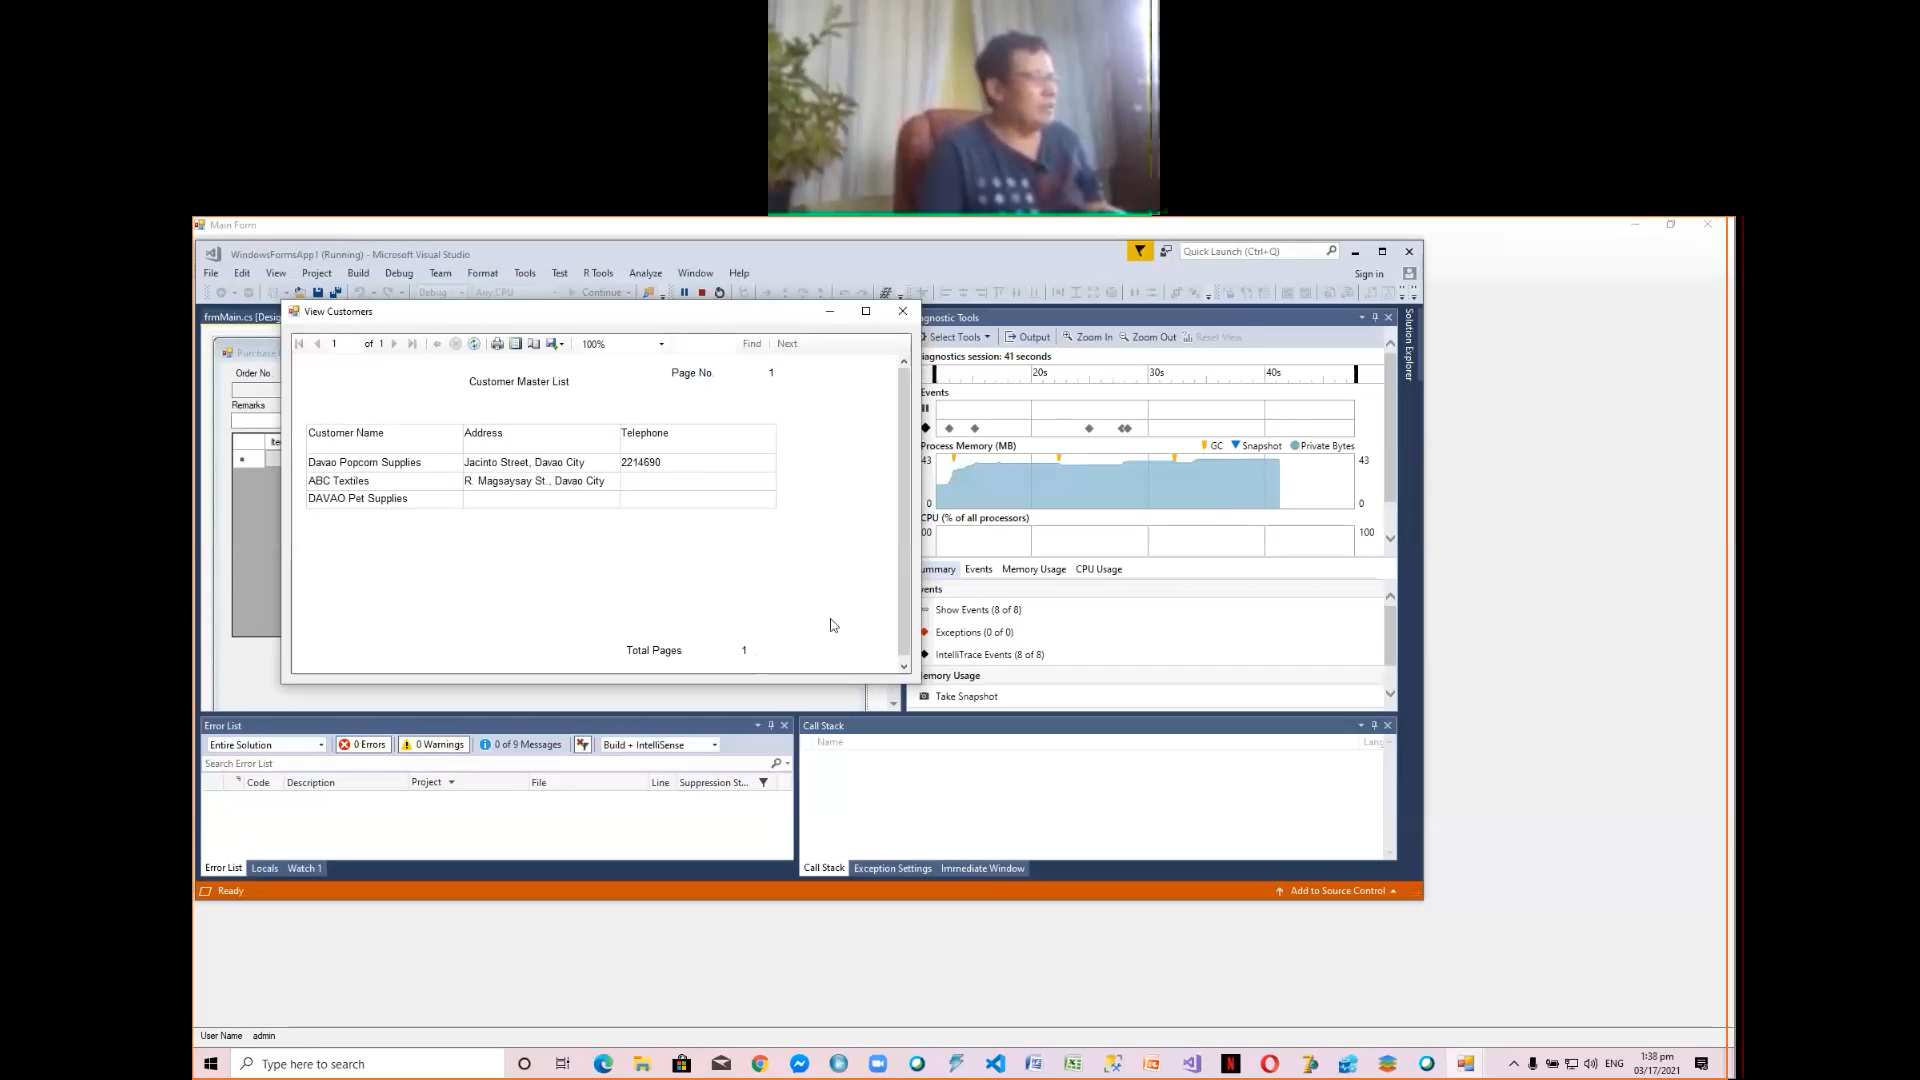 Main Form
WindowsFormsApp1 (Running) - Microsoft Visual Studio
Quick Launch (Ctrl+Q)
File Edit View Project Build Debug Team Format Tools Test R Tools Analyze Window Help
Sign in
Debug Any CPU Continue
frmMain.cs [Desig
View Customers
Purchase
Order No.
Remarks
1 of 1 100% Find Next
Page No. 1
Customer Master List
Customer Name Address Telephone
Davao Popcorn Supplies Jacinto Street, Davao City 2214690
ABC Textiles R. Magsaysay St., Davao City
DAVAO Pet Supplies
Total Pages 1
agnostic Tools
Select Tools Output Zoom In Zoom Out Reset View
iagnostics session: 41 seconds
20s 30s 40s
Events
Process Memory (MB) GC Snapshot Private Bytes
43 43
0 0
CPU (% of all processors)
00 100
ummary Events Memory Usage CPU Usage
vents
Show Events (8 of 8)
Exceptions (0 of 0)
IntelliTrace Events (8 of 8)
emory Usage
Take Snapshot
Solution Explorer
Error List
Entire Solution 0 Errors 0 Warnings 0 of 9 Messages Build + IntelliSense
Search Error List
Code Description Project File Line Suppression St...
Error List Locals Watch 1
Call Stack
Name Lang
Call Stack Exception Settings Immediate Window
Ready
Add to Source Control
User Name admin
Type here to search
ENG
1:38 pm
03/17/2021